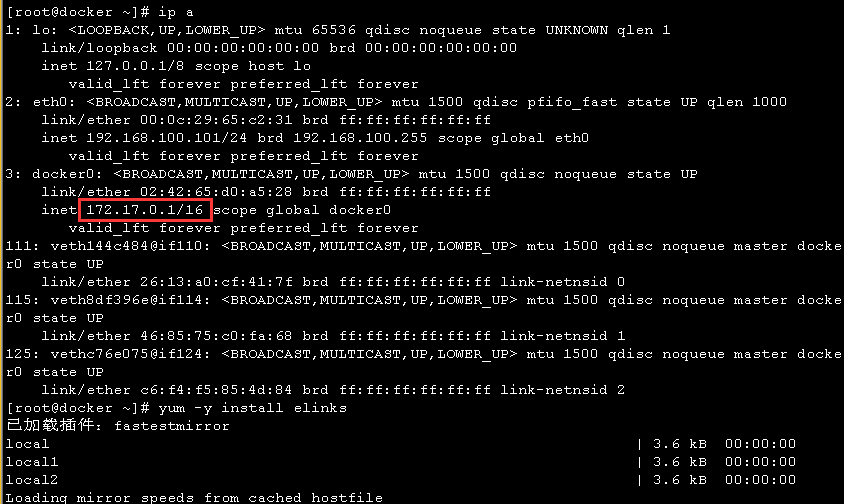 [root@docker ~]# ip a
1: lo: <LOOPBACK,UP,LOWER_UP> mtu 65536 qdisc noqueue state UNKNOWN qlen 1
    link/loopback 00:00:00:00:00:00 brd 00:00:00:00:00:00
    inet 127.0.0.1/8 scope host lo
       valid_lft forever preferred_lft forever
2: eth0: <BROADCAST,MULTICAST,UP,LOWER_UP> mtu 1500 qdisc pfifo_fast state UP qlen 1000
    link/ether 00:0c:29:65:c2:31 brd ff:ff:ff:ff:ff:ff
    inet 192.168.100.101/24 brd 192.168.100.255 scope global eth0
       valid_lft forever preferred_lft forever
3: docker0: <BROADCAST,MULTICAST,UP,LOWER_UP> mtu 1500 qdisc noqueue state UP
    link/ether 02:42:65:d0:a5:28 brd ff:ff:ff:ff:ff:ff
    inet 172.17.0.1/16 scope global docker0
       valid_lft forever preferred_lft forever
111: veth144c484@if110: <BROADCAST,MULTICAST,UP,LOWER_UP> mtu 1500 qdisc noqueue master docke
r0 state UP
    link/ether 26:13:a0:cf:41:7f brd ff:ff:ff:ff:ff:ff link-netnsid 0
115: veth8df396e@if114: <BROADCAST,MULTICAST,UP,LOWER_UP> mtu 1500 qdisc noqueue master docke
r0 state UP
    link/ether 46:85:75:c0:fa:68 brd ff:ff:ff:ff:ff:ff link-netnsid 1
125: vethc76e075@if124: <BROADCAST,MULTICAST,UP,LOWER_UP> mtu 1500 qdisc noqueue master docke
r0 state UP
    link/ether c6:f4:f5:85:4d:84 brd ff:ff:ff:ff:ff:ff link-netnsid 2
[root@docker ~]# yum -y install elinks
已加载插件：fastestmirror
local | 3.6 kB 00:00:00
local1 | 3.6 kB 00:00:00
local2 | 3.6 kB 00:00:00
Loading mirror speeds from cached hostfile